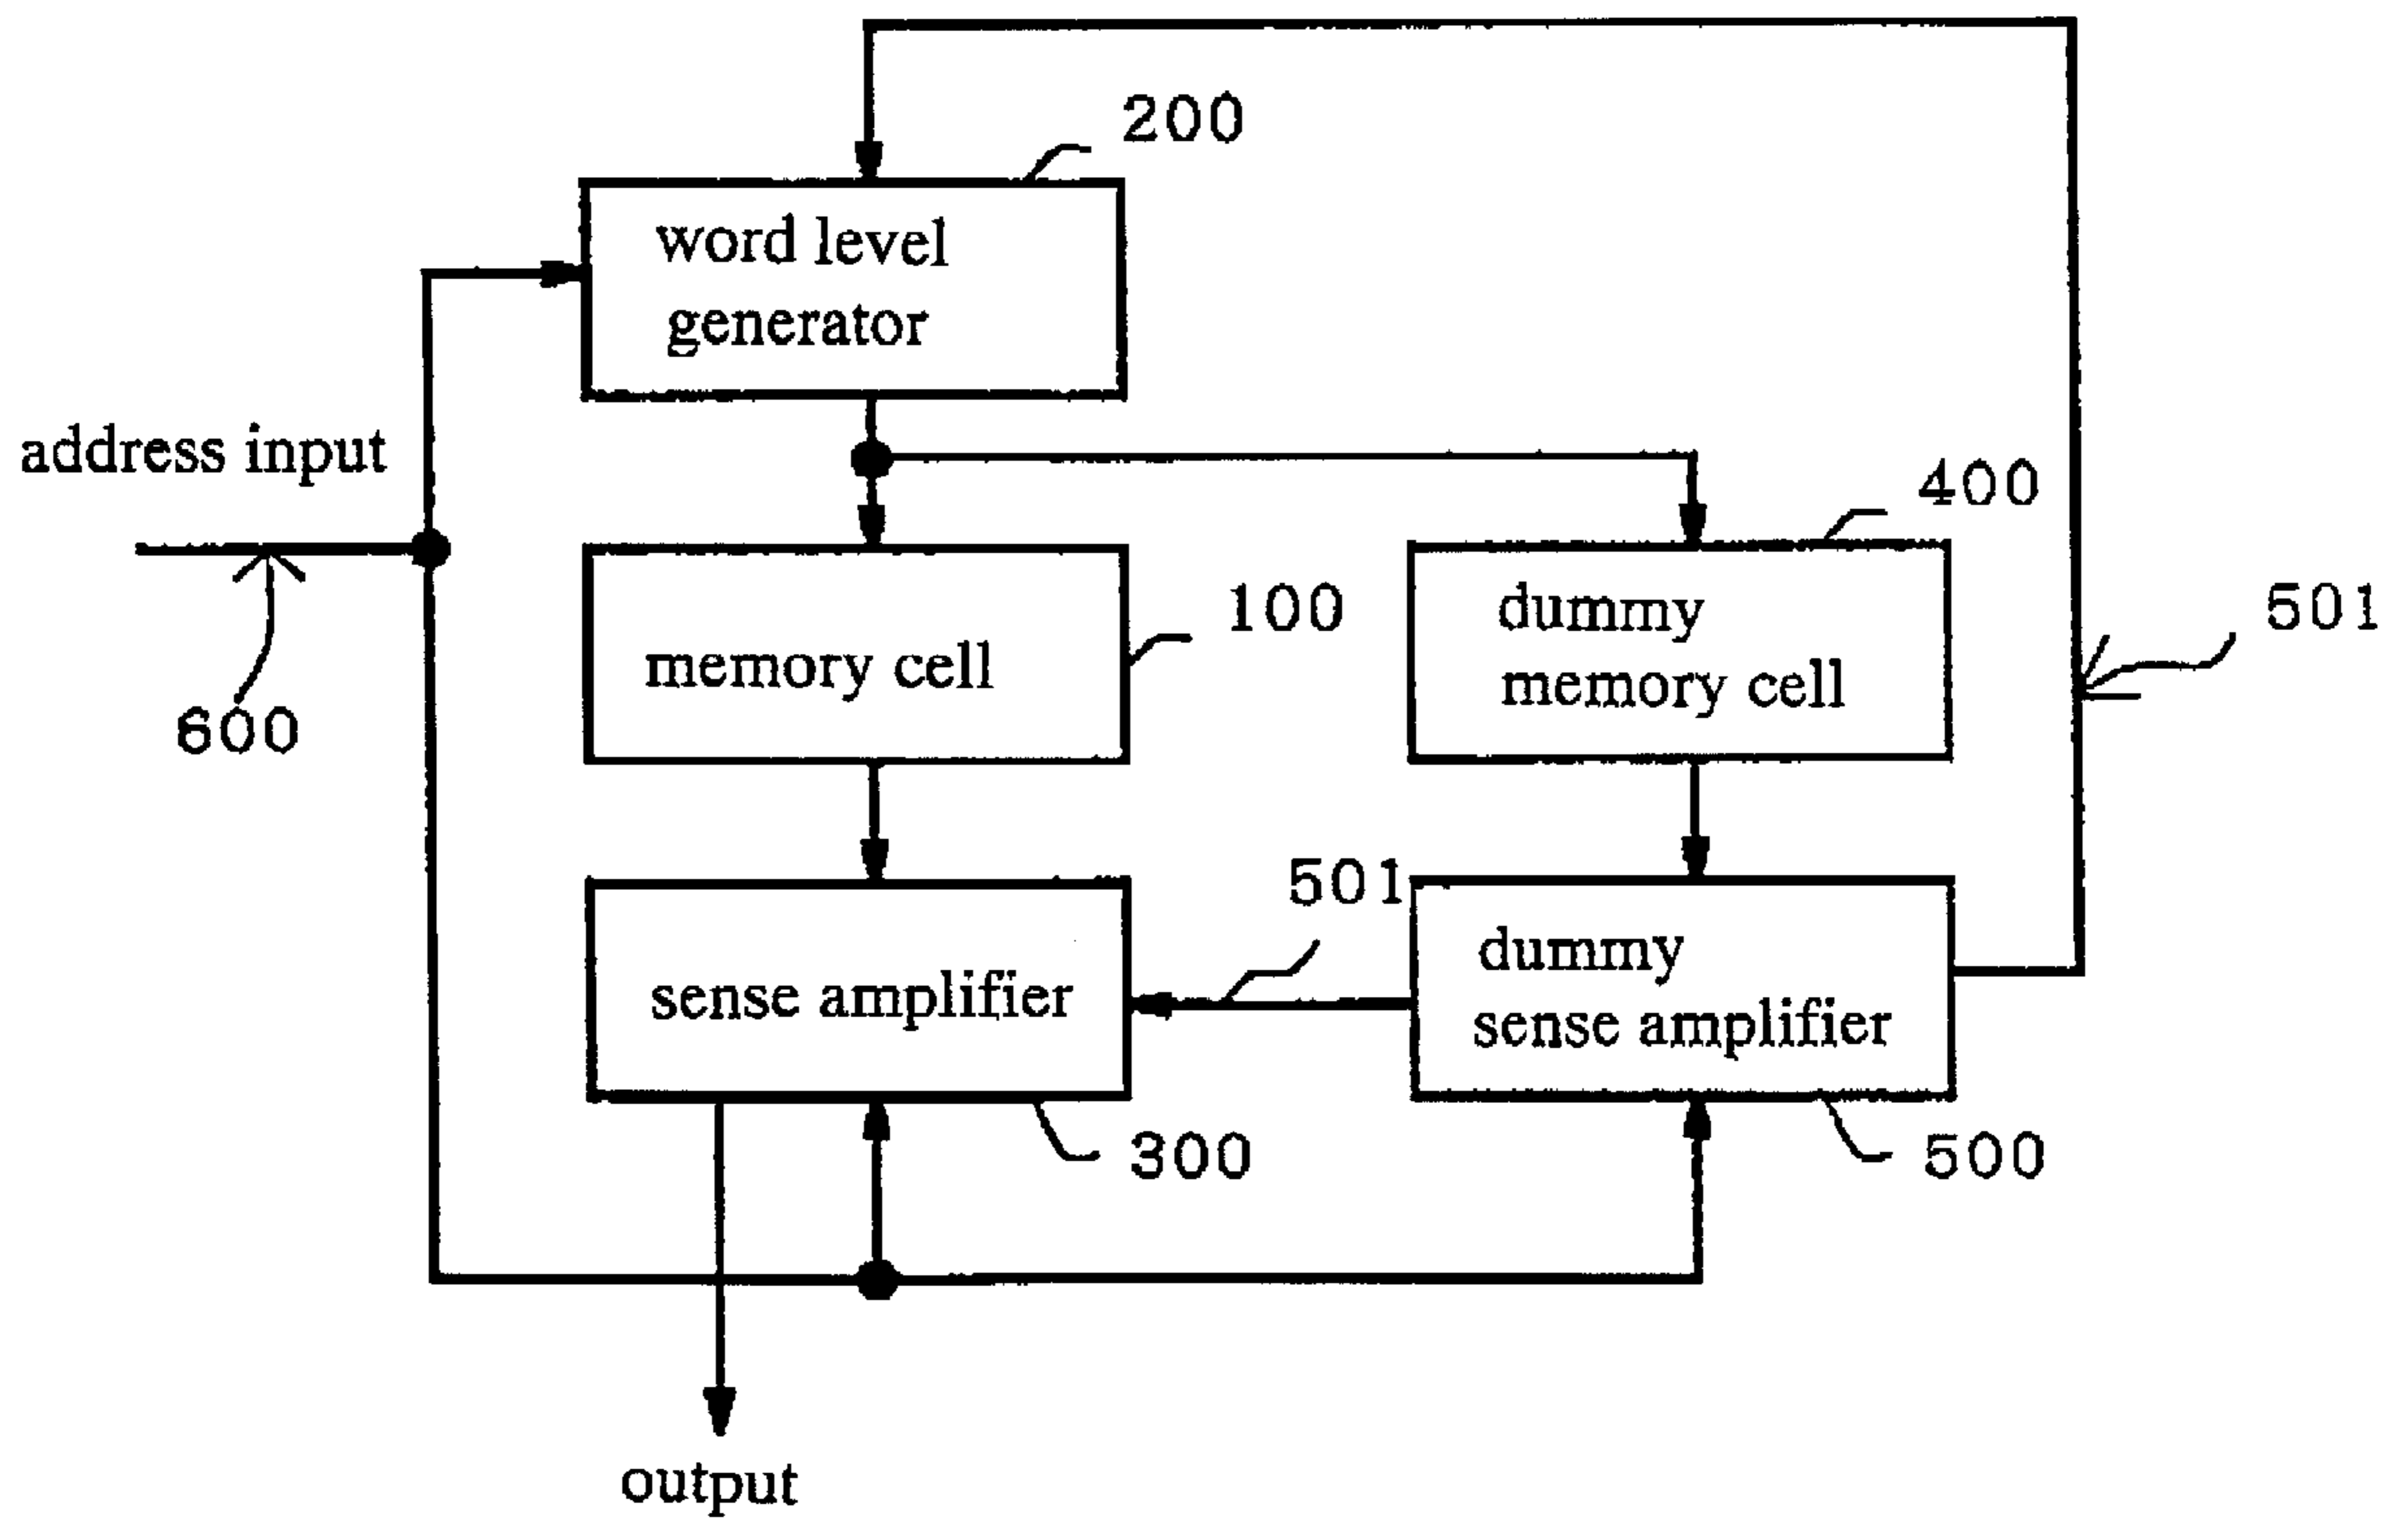 200
word level
generator
address input
400
100
dummy
memory cell
501
memory cell
600
501
dummy
sense amplifier
sense amplifier
300
500
output